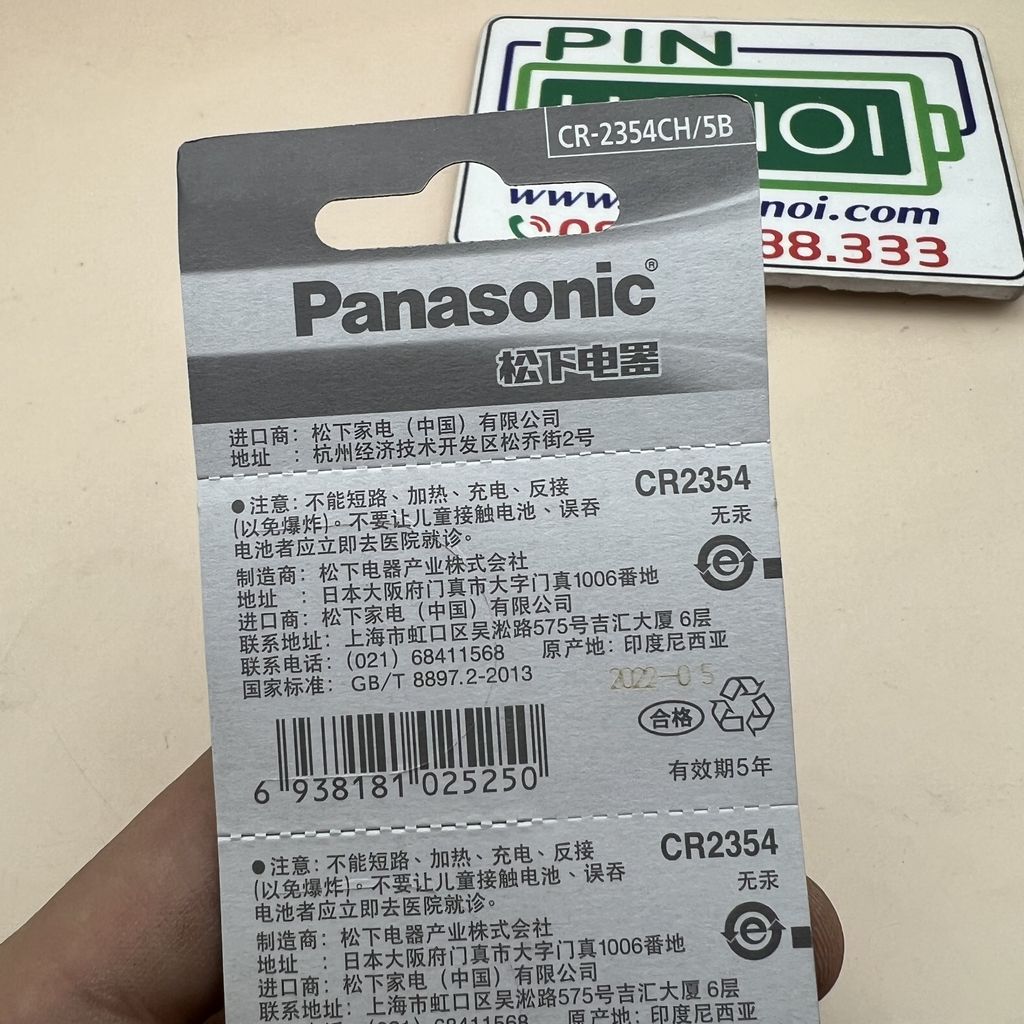 PIN
NOI
www.
noi.com
88.333
CR-2354CH/5B
Panasonic®
松下电器
进口商：松下家电（中国）有限公司
地址　：杭州经济技术开发区松乔街2号
●注意：不能短路、加热、充电、反接
(以免爆炸)。不要让儿童接触电池、误吞
电池者应立即去医院就诊。
CR2354
无汞
e
制造商：松下电器产业株式会社
地址　：日本大阪府门真市大字门真1006番地
进口商：松下家电（中国）有限公司
联系地址：上海市虹口区吴淞路575号吉汇大厦 6层
联系电话：（021）68411568　原产地：印度尼西亚
国家标准：GB/T 8897.2-2013
2022-05
合格
有效期5年
6 938181 025250
●注意：不能短路、加热、充电、反接
(以免爆炸)。不要让儿童接触电池、误吞
电池者应立即去医院就诊。
CR2354
无汞
e
制造商：松下电器产业株式会社
地址　：日本大阪府门真市大字门真1006番地
进口商：松下家电（中国）有限公司
联系地址：上海市虹口区吴淞路575号吉汇大厦 6层
68411568　原产地：印度尼西亚